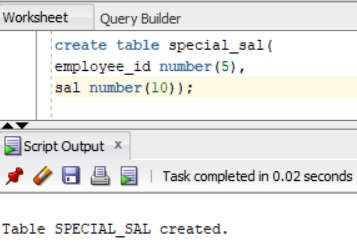 Worksheet Query Builder
create table special_sal(
employee_id number(5),
sal number(10));
Script Output x
Task completed in 0.02 seconds
Table SPECIAL_SAL created.